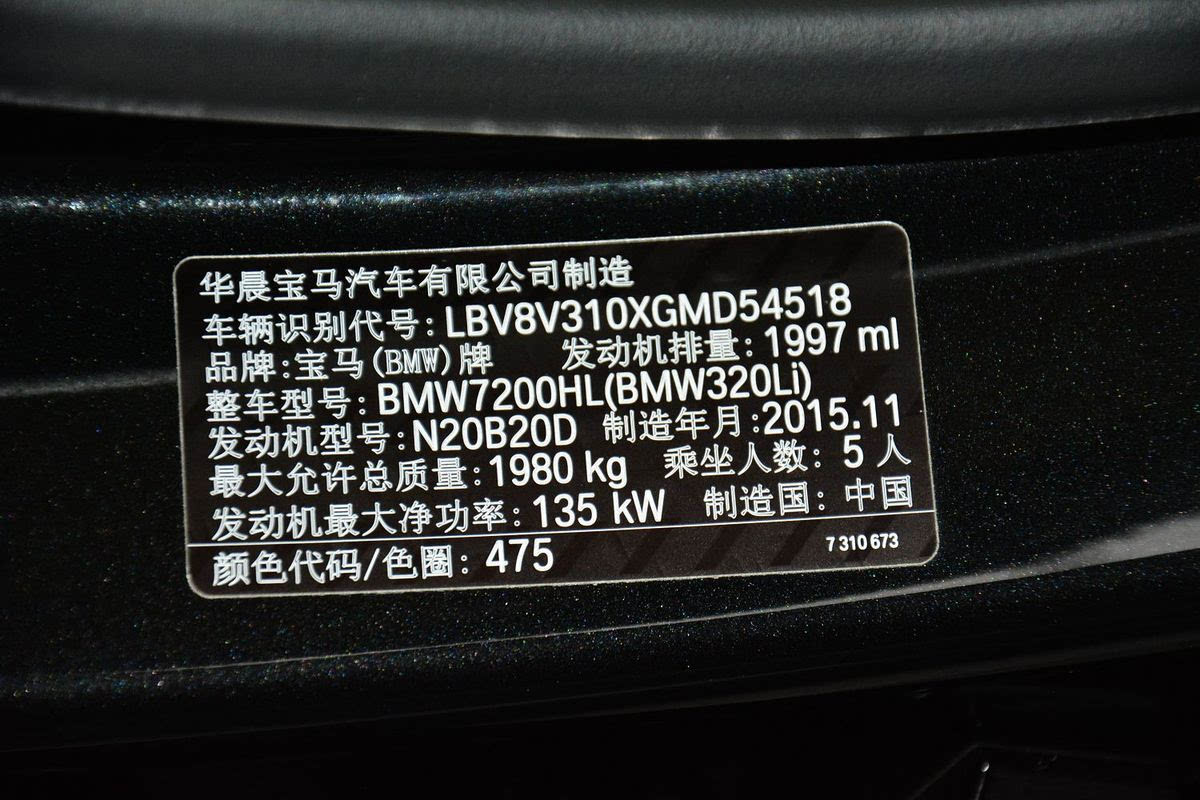 华晨宝马汽车有限公司制造
车辆识别代号: LBV8V310XGMD54518
品牌:宝马(BMW)牌 发动机排量: 1997 ml
整车型号: BMW7200HL(BMW320Li)
发动机型号: N20B20D 制造年月:2015.11
最大允许总质量:1980 kg 乘坐人数: 5 人
发动机最大净功率: 135 kW 制造国: 中国
颜色代码/色圈: 475 7 310 673